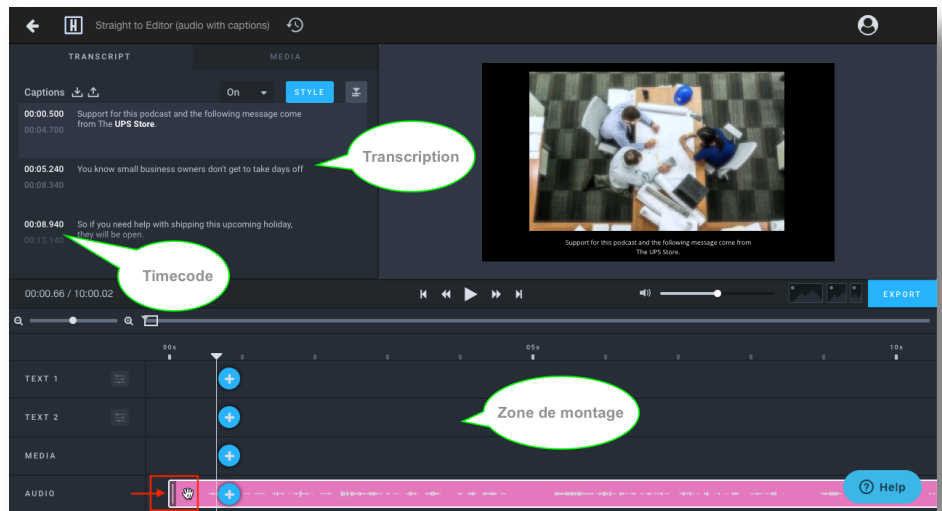 H Straight to Editor (audio with captions)
TRANSCRIPT MEDIA
Captions On STYLE
00:00.500 Support for this podcast and the following message come
00:04.700 from The UPS Store.
00:05.240 You know small business owners don't get to take days off
00:08.340
00:08.940 So if you need help with shipping this upcoming holiday,
00:13.140 they will be open.
Transcription
Timecode
Support for this podcast and the following message come from
The UPS Store.
00:00.66 / 10:00.02 EXPORT
00s 05s 10s
TEXT 1
TEXT 2
Zone de montage
MEDIA
AUDIO
Help